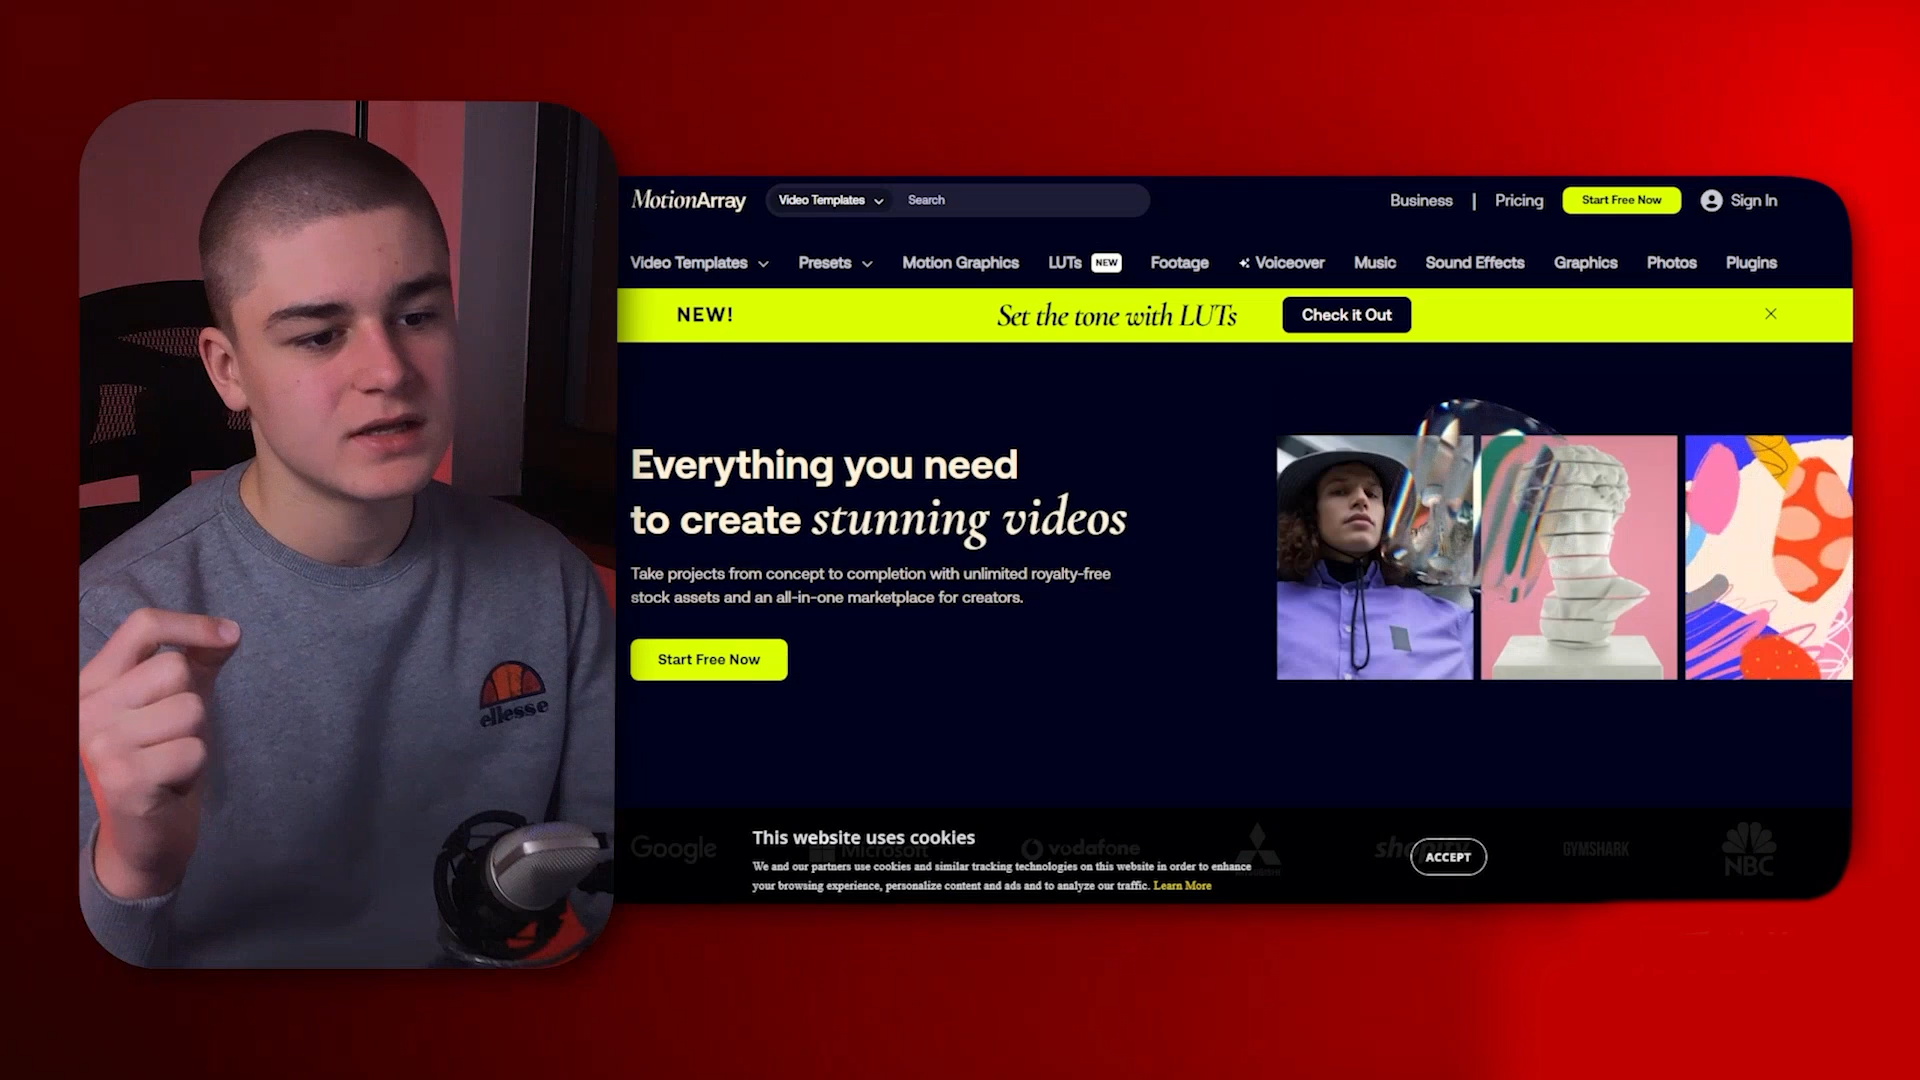 MotionArray
Video Templates
Search
Business | Pricing
Start Free Now
Sign In
Video Templates
Presets
Motion Graphics
LUTs NEW
Footage
Voiceover
Music
Sound Effects
Graphics
Photos
Plugins
NEW!
Set the tone with LUTs
Check it Out
Everything you need
to create stunning videos
Take projects from concept to completion with unlimited royalty-free
stock assets and an all-in-one marketplace for creators.
Start Free Now
ellesse
Google
Microsoft
vodafone
shopify
GYMSHARK
NBC
This website uses cookies
We and our partners use cookies and similar tracking technologies on this website in order to enhance
your browsing experience, personalize content and ads and to analyze our traffic. Learn More
ACCEPT